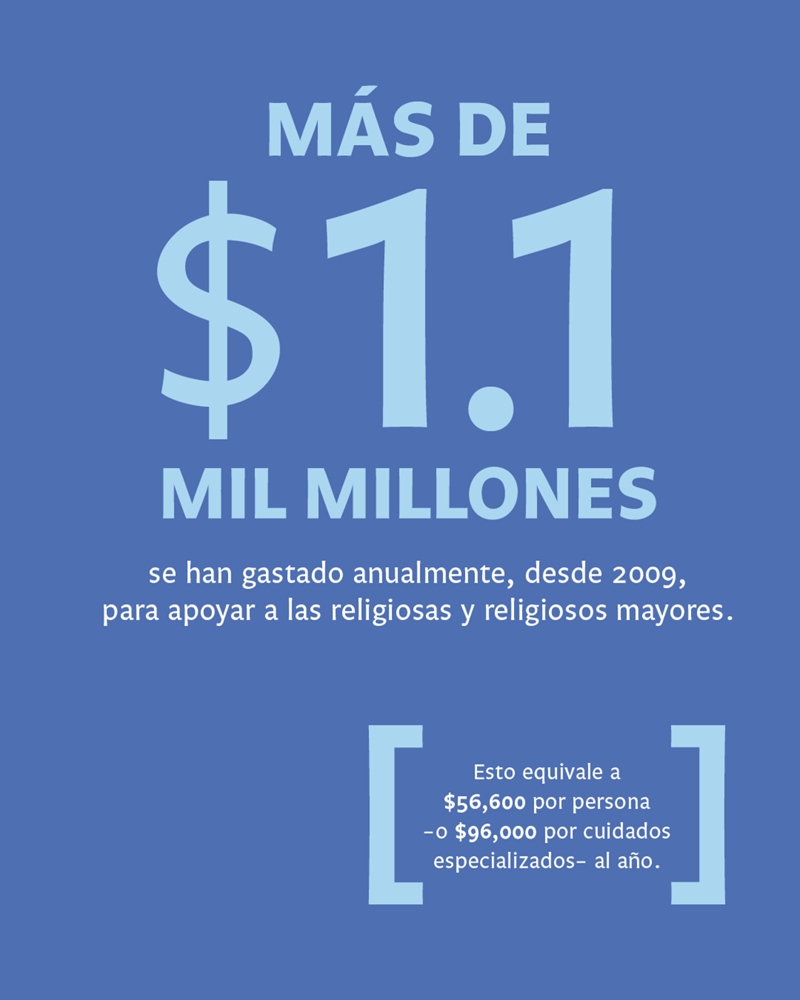 MÁS DE
$1.1
MIL MILLONES
se han gastado anualmente, desde 2009,
para apoyar a las religiosas y religiosos mayores.
Esto equivale a
$56,600 por persona
–o $96,000 por cuidados
especializados– al año.